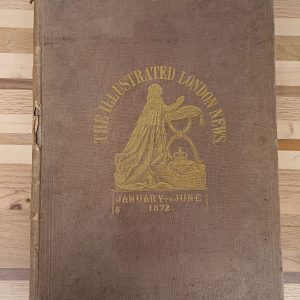 THE ILLUSTRATED LONDON NEWS.
JANUARY TO JUNE
1872.